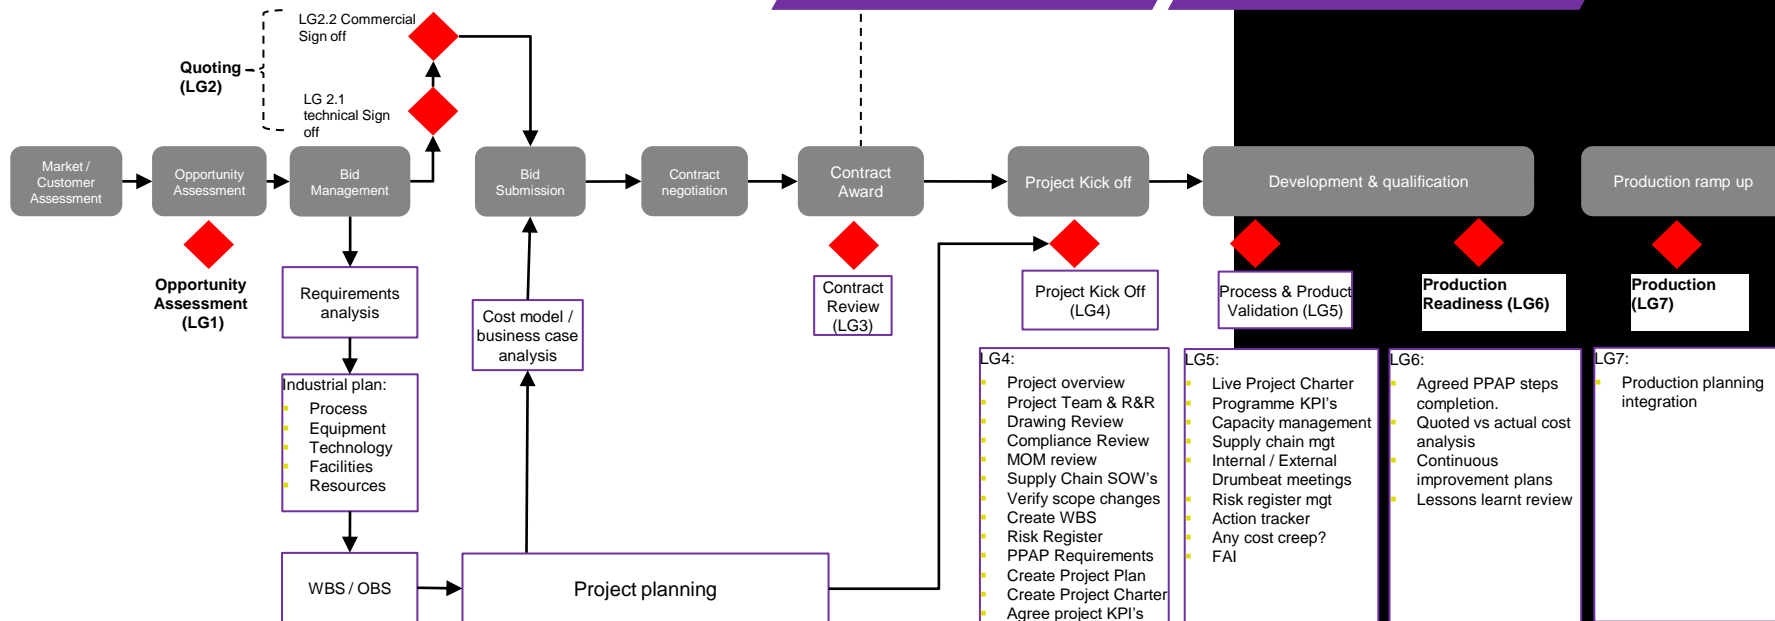 LG2.2 Commercial
Sign off
Quoting
(LG2)
LG 2.1
technical Sign
off
Market /
Customer
Assessment
Opportunity
Assessment
Bid
Management
Bid
Submission
Contract
negotiation
Contract
Award
Project Kick off
Development & qualification
Production ramp up
Opportunity
Assessment
(LG1)
Requirements
analysis
Cost model /
business case
analysis
Contract
Review
(LG3)
Project Kick Off
(LG4)
Process & Product
Validation (LG5)
Production
Readiness (LG6)
Production
(LG7)
Industrial plan:
Process
Equipment
Technology
Facilities
Resources
WBS / OBS
Project planning
LG4:
Project overview
Project Team & R&R
Drawing Review
Compliance Review
MOM review
Supply Chain SOW's
Verify scope changes
Create WBS
Risk Register
PPAP Requirements
Create Project Plan
Create Project Charter
Agree project KPI's
LG5:
Live Project Charter
Programme KPI's
Capacity management
Supply chain mgt
Internal / External
Drumbeat meetings
Risk register mgt
Action tracker
Any cost creep?
FAI
LG6:
Agreed PPAP steps
completion.
Quoted vs actual cost
analysis
Continuous
improvement plans
Lessons learnt review
LG7:
Production planning
integration